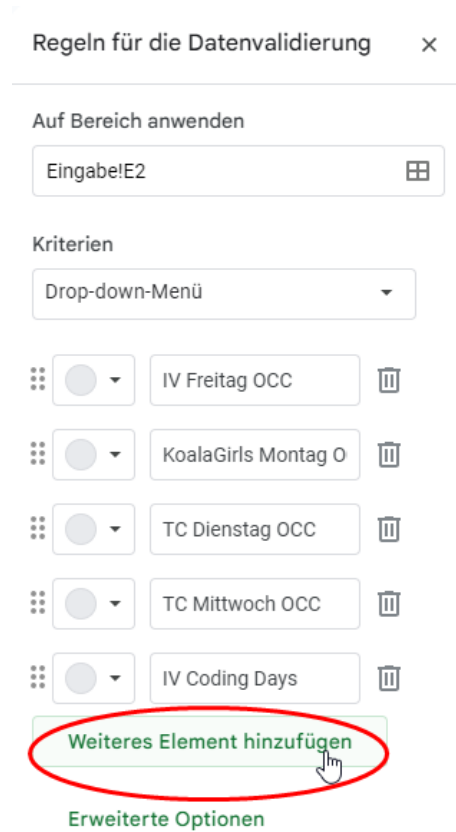 Regeln für die Datenvalidierung
Auf Bereich anwenden
Eingabe!E2
Kriterien
Drop-down-Menü
IV Freitag OCC
KoalaGirls Montag O
TC Dienstag OCC
TC Mittwoch OCC
IV Coding Days
Weiteres Element hinzufügen
Erweiterte Optionen